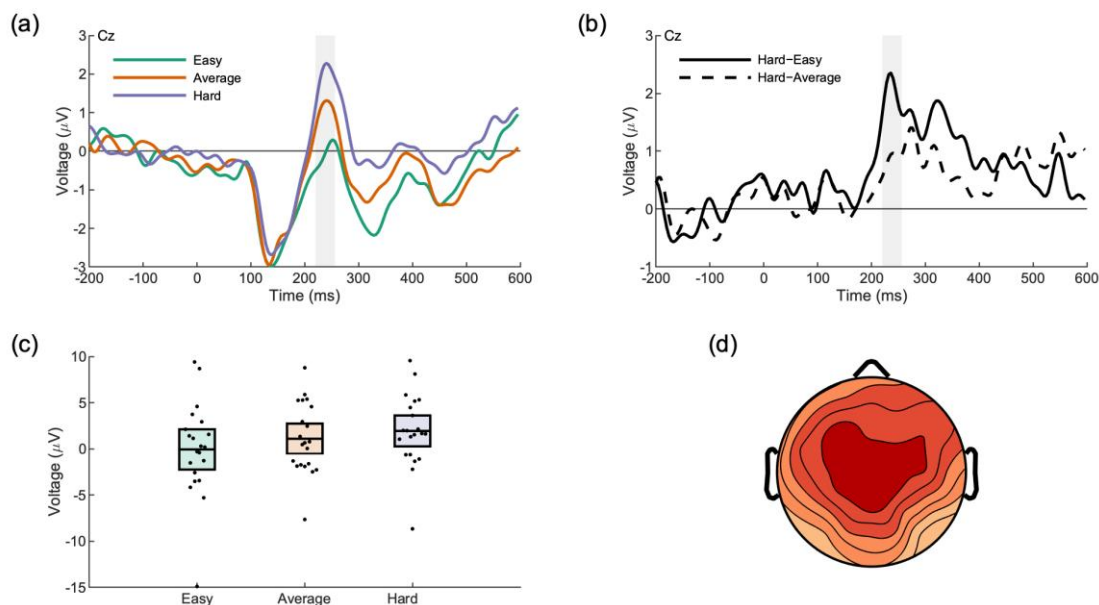 (a)
Cz
Easy
Average
Hard
Voltage (μV)
3
2
1
0
-1
-2
-3
-200
-100
0
100
200
300
400
500
600
Time (ms)
(b)
Cz
Hard–Easy
Hard–Average
Voltage (μV)
3
2
1
0
-1
-200
-100
0
100
200
300
400
500
600
Time (ms)
(c)
Voltage (μV)
10
5
0
-5
-10
-15
Easy
Average
Hard
(d)